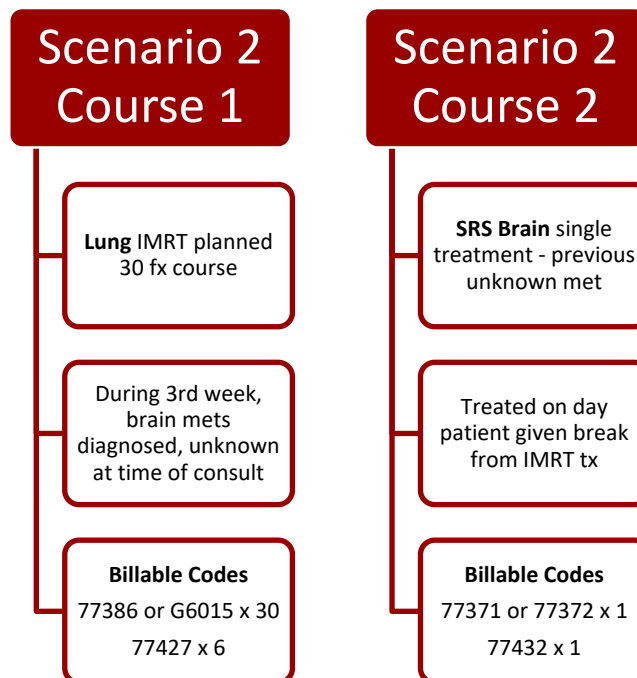 Scenario 2
Course 1
Lung IMRT planned
30 fx course
During 3rd week,
brain mets
diagnosed, unknown
at time of consult
Billable Codes
77386 or G6015 x 30
77427 x 6
Scenario 2
Course 2
SRS Brain single
treatment - previous
unknown met
Treated on day
patient given break
from IMRT tx
Billable Codes
77371 or 77372 x 1
77432 x 1